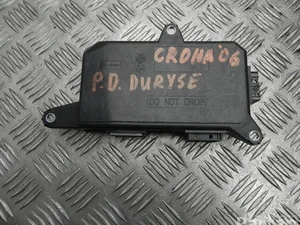 CROMA'06
P.D. DURYSE
DO NOT DROP